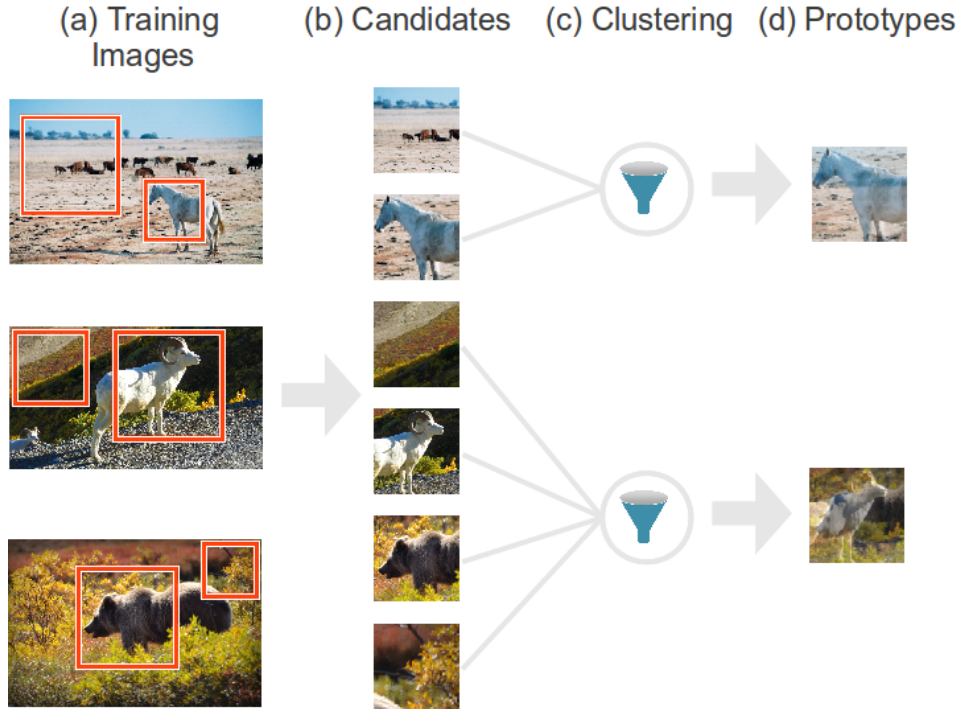 (a) Training
Images
(b) Candidates
(c) Clustering
(d) Prototypes